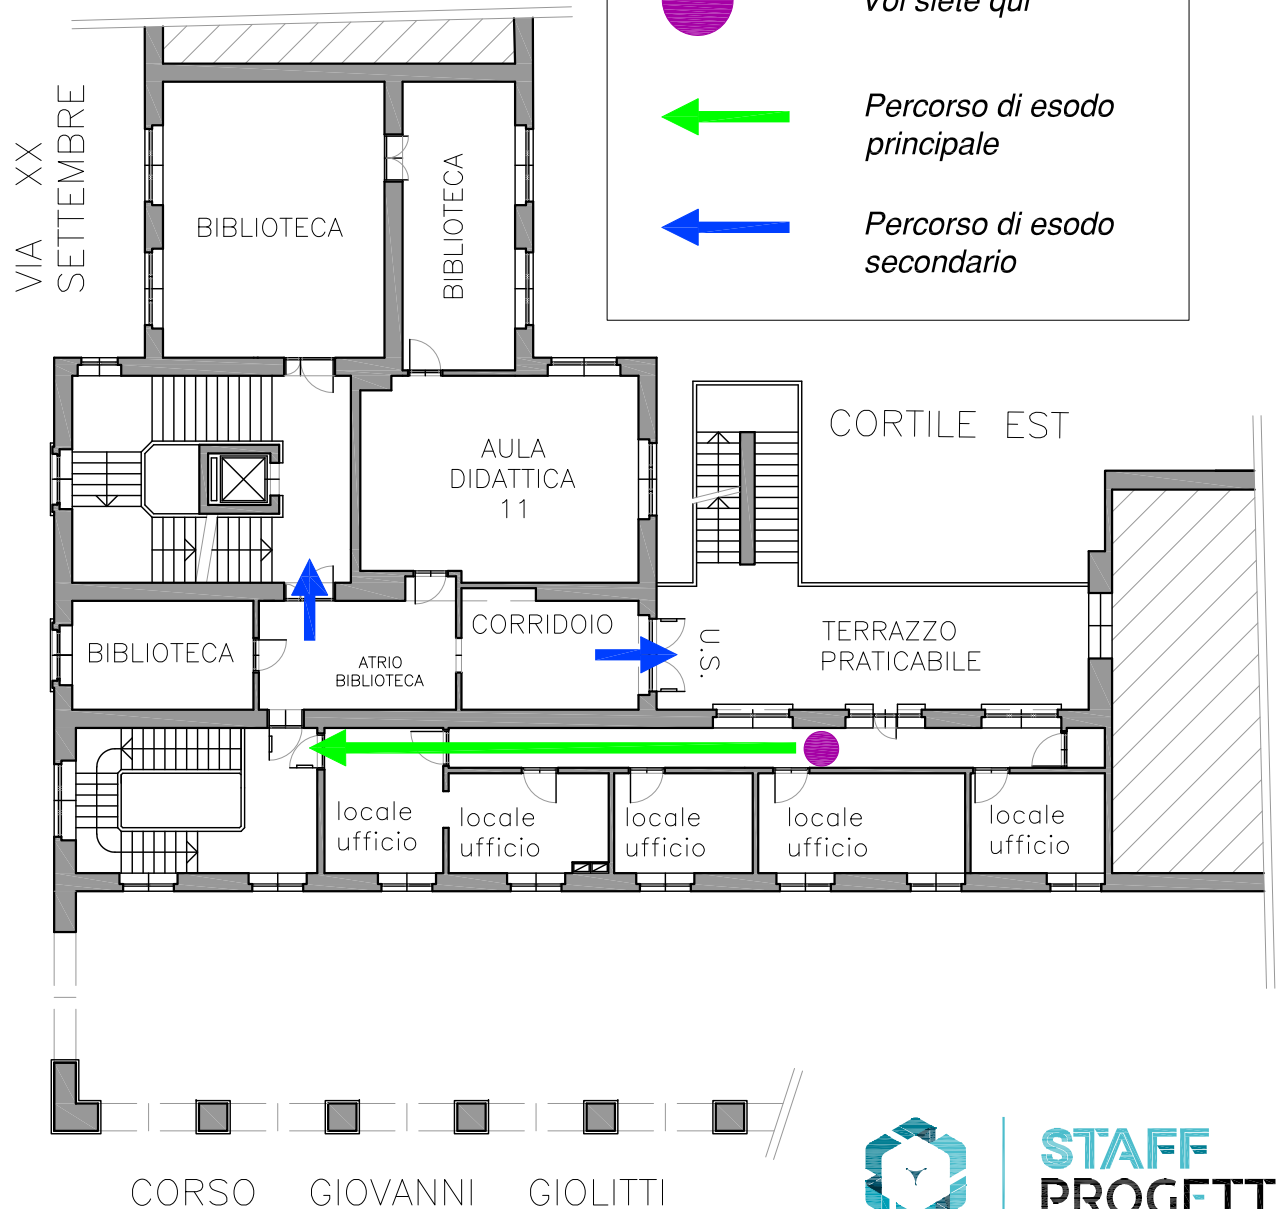 Voi siete qui
Percorso di esodo
principale
Percorso di esodo
secondario
VIA XX
SETTEMBRE
BIBLIOTECA
BIBLIOTECA
AULA
DIDATTICA
11
CORTILE EST
BIBLIOTECA
ATRIO
BIBLIOTECA
CORRIDOIO
U.S.
TERRAZZO
PRATICABILE
locale
ufficio
locale
ufficio
locale
ufficio
locale
ufficio
locale
ufficio
CORSO GIOVANNI GIOLITTI
STAFF
PROGETT